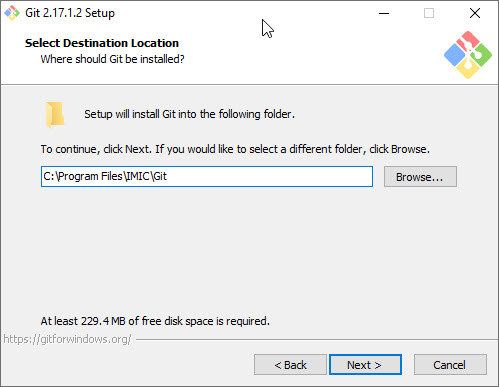 Git 2.17.1.2 Setup
Select Destination Location
Where should Git be installed?
Setup will install Git into the following folder.
To continue, click Next. If you would like to select a different folder, click Browse.
C:\Program Files\IMIC\Git
Browse...
At least 229.4 MB of free disk space is required.
https://gitforwindows.org/
< Back
Next >
Cancel